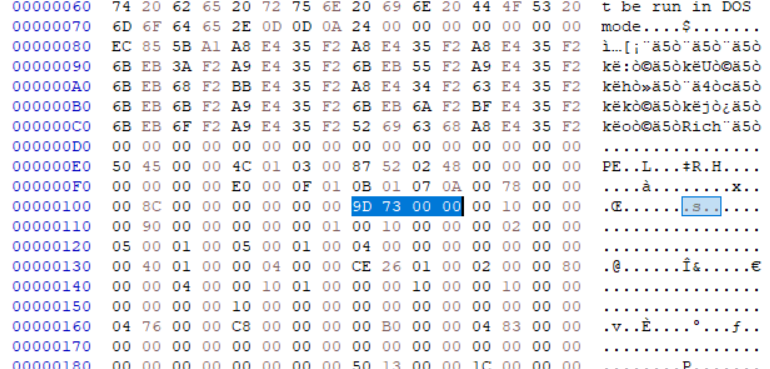 00000060 74 20 62 65 20 72 75 6E 20 69 6E 20 44 4F 53 20 t be run in DOS
00000070 6D 6F 64 65 2E 0D 0D 0A 24 00 00 00 00 00 00 00 mode....$.......
00000080 EC 85 5B A1 A8 E4 35 F2 A8 E4 35 F2 A8 E4 35 F2 ì…[¡¨ä5ò¨ä5ò¨ä5ò
00000090 6B EB 3A F2 A9 E4 35 F2 6B EB 55 F2 A9 E4 35 F2 kë:ò©ä5òkëUò©ä5ò
000000A0 6B EB 68 F2 BB E4 35 F2 A8 E4 34 F2 63 E4 35 F2 këhò»ä5ò¨ä4òcä5ò
000000B0 6B EB 6B F2 A9 E4 35 F2 6B EB 6A F2 BF E4 35 F2 këkò©ä5òkëjò¿ä5ò
000000C0 6B EB 6F F2 A9 E4 35 F2 52 69 63 68 A8 E4 35 F2 këoò©ä5òRich¨ä5ò
000000D0 00 00 00 00 00 00 00 00 00 00 00 00 00 00 00 00 ................
000000E0 50 45 00 00 4C 01 03 00 87 52 02 48 00 00 00 00 PE..L...‡R.H....
000000F0 00 00 00 00 E0 00 0F 01 0B 01 07 0A 00 78 00 00 ....à........x..
00000100 00 8C 00 00 00 00 00 00 9D 73 00 00 00 10 00 00 .Œ.......s......
00000110 00 90 00 00 00 00 00 01 00 10 00 00 00 02 00 00 ................
00000120 05 00 01 00 05 00 01 00 04 00 00 00 00 00 00 00 ................
00000130 00 40 01 00 00 04 00 00 CE 26 01 00 02 00 00 80 .@......Î&.....€
00000140 00 00 04 00 00 10 01 00 00 00 10 00 00 10 00 00 ................
00000150 00 00 00 00 10 00 00 00 00 00 00 00 00 00 00 00 ................
00000160 04 76 00 00 C8 00 00 00 00 B0 00 00 04 83 00 00 .v..È....°...ƒ..
00000170 00 00 00 00 00 00 00 00 00 00 00 00 00 00 00 00 ................
00000180 00 00 00 00 00 00 00 00 50 13 00 00 1C 00 00 00 ........P.......